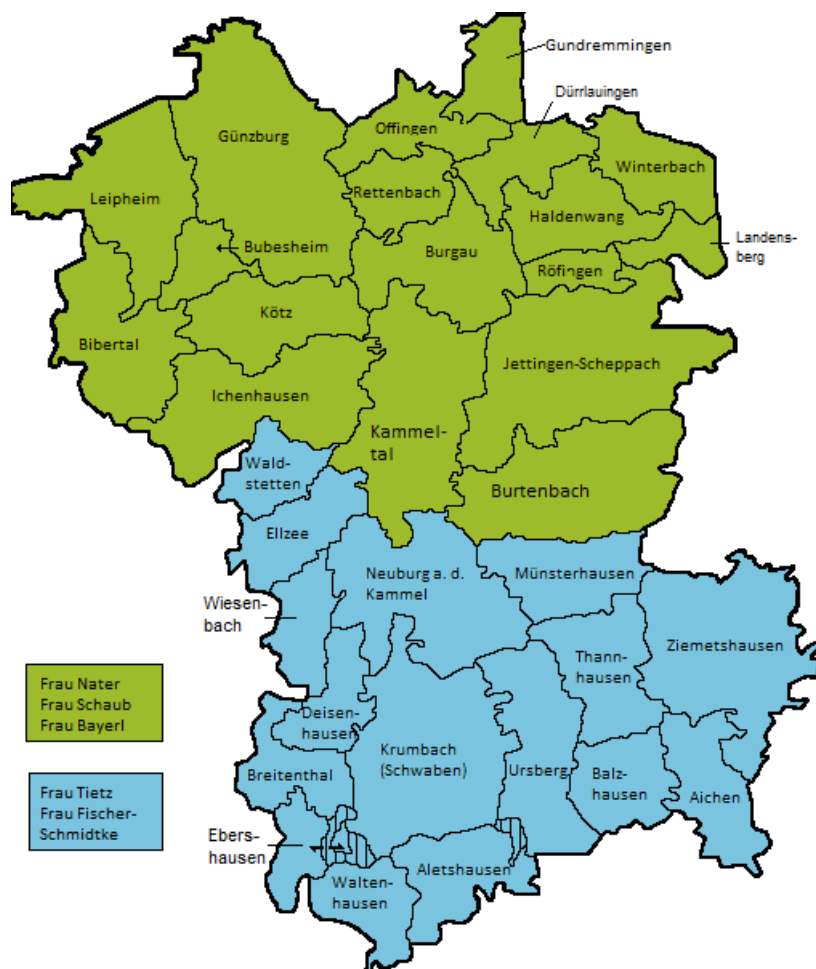 Gundremmingen
Dürrlauingen
Offingen
Günzburg
Winterbach
Leipheim
Rettenbach
Haldenwang
Landens-
berg
Bubesheim
Burgau
Röfingen
Kötz
Bibertal
Jettingen-Scheppach
Ichenhausen
Kammel-
tal
Wald-
stetten
Burtenbach
Ellzee
Neuburg a. d.
Kammel
Münsterhausen
Wiesen-
bach
Thann-
hausen
Ziemetshausen
Frau Nater
Frau Schaub
Frau Bayerl
Deisen-
hausen
Krumbach
(Schwaben)
Breitenthal
Ursberg
Balz-
hausen
Aichen
Frau Tietz
Frau Fischer-
Schmidtke
Ebers-
hausen
Aletshausen
Walten-
hausen